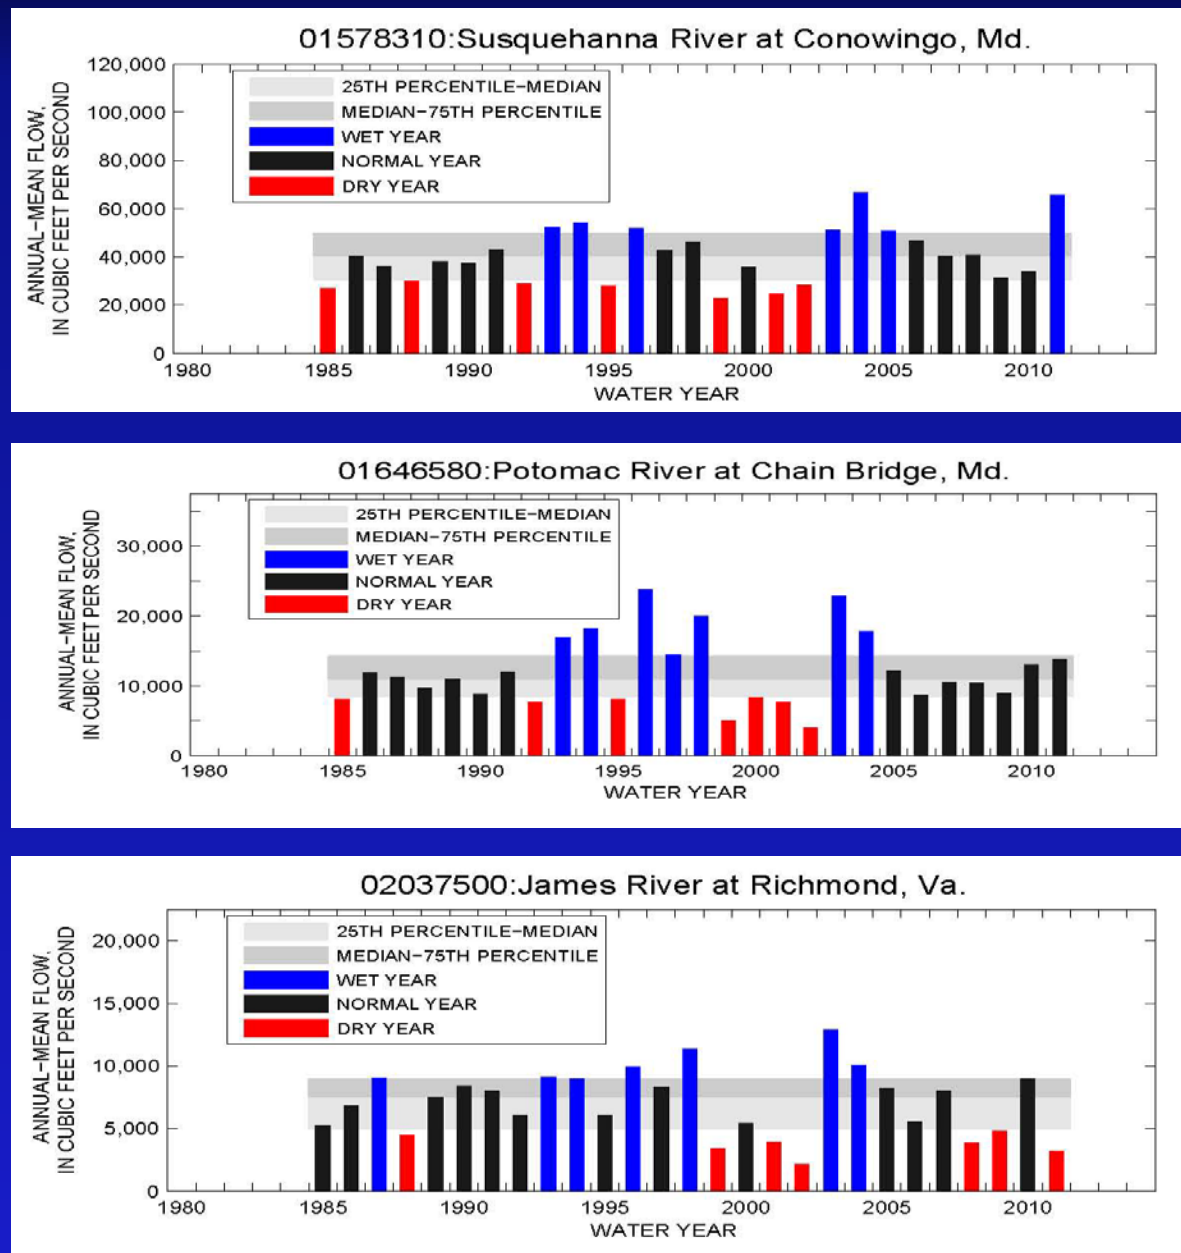 01578310:Susquehanna River at Conowingo, Md.
ANNUAL-MEAN FLOW,
IN CUBIC FEET PER SECOND
120,000
100,000
80,000
60,000
40,000
20,000
0
25TH PERCENTILE-MEDIAN
MEDIAN-75TH PERCENTILE
WET YEAR
NORMAL YEAR
DRY YEAR
1980 1985 1990 1995 2000 2005 2010
WATER YEAR
01646580:Potomac River at Chain Bridge, Md.
ANNUAL-MEAN FLOW,
IN CUBIC FEET PER SECOND
30,000
20,000
10,000
0
25TH PERCENTILE-MEDIAN
MEDIAN-75TH PERCENTILE
WET YEAR
NORMAL YEAR
DRY YEAR
1980 1985 1990 1995 2000 2005 2010
WATER YEAR
02037500:James River at Richmond, Va.
ANNUAL-MEAN FLOW,
IN CUBIC FEET PER SECOND
20,000
15,000
10,000
5,000
0
25TH PERCENTILE-MEDIAN
MEDIAN-75TH PERCENTILE
WET YEAR
NORMAL YEAR
DRY YEAR
1980 1985 1990 1995 2000 2005 2010
WATER YEAR